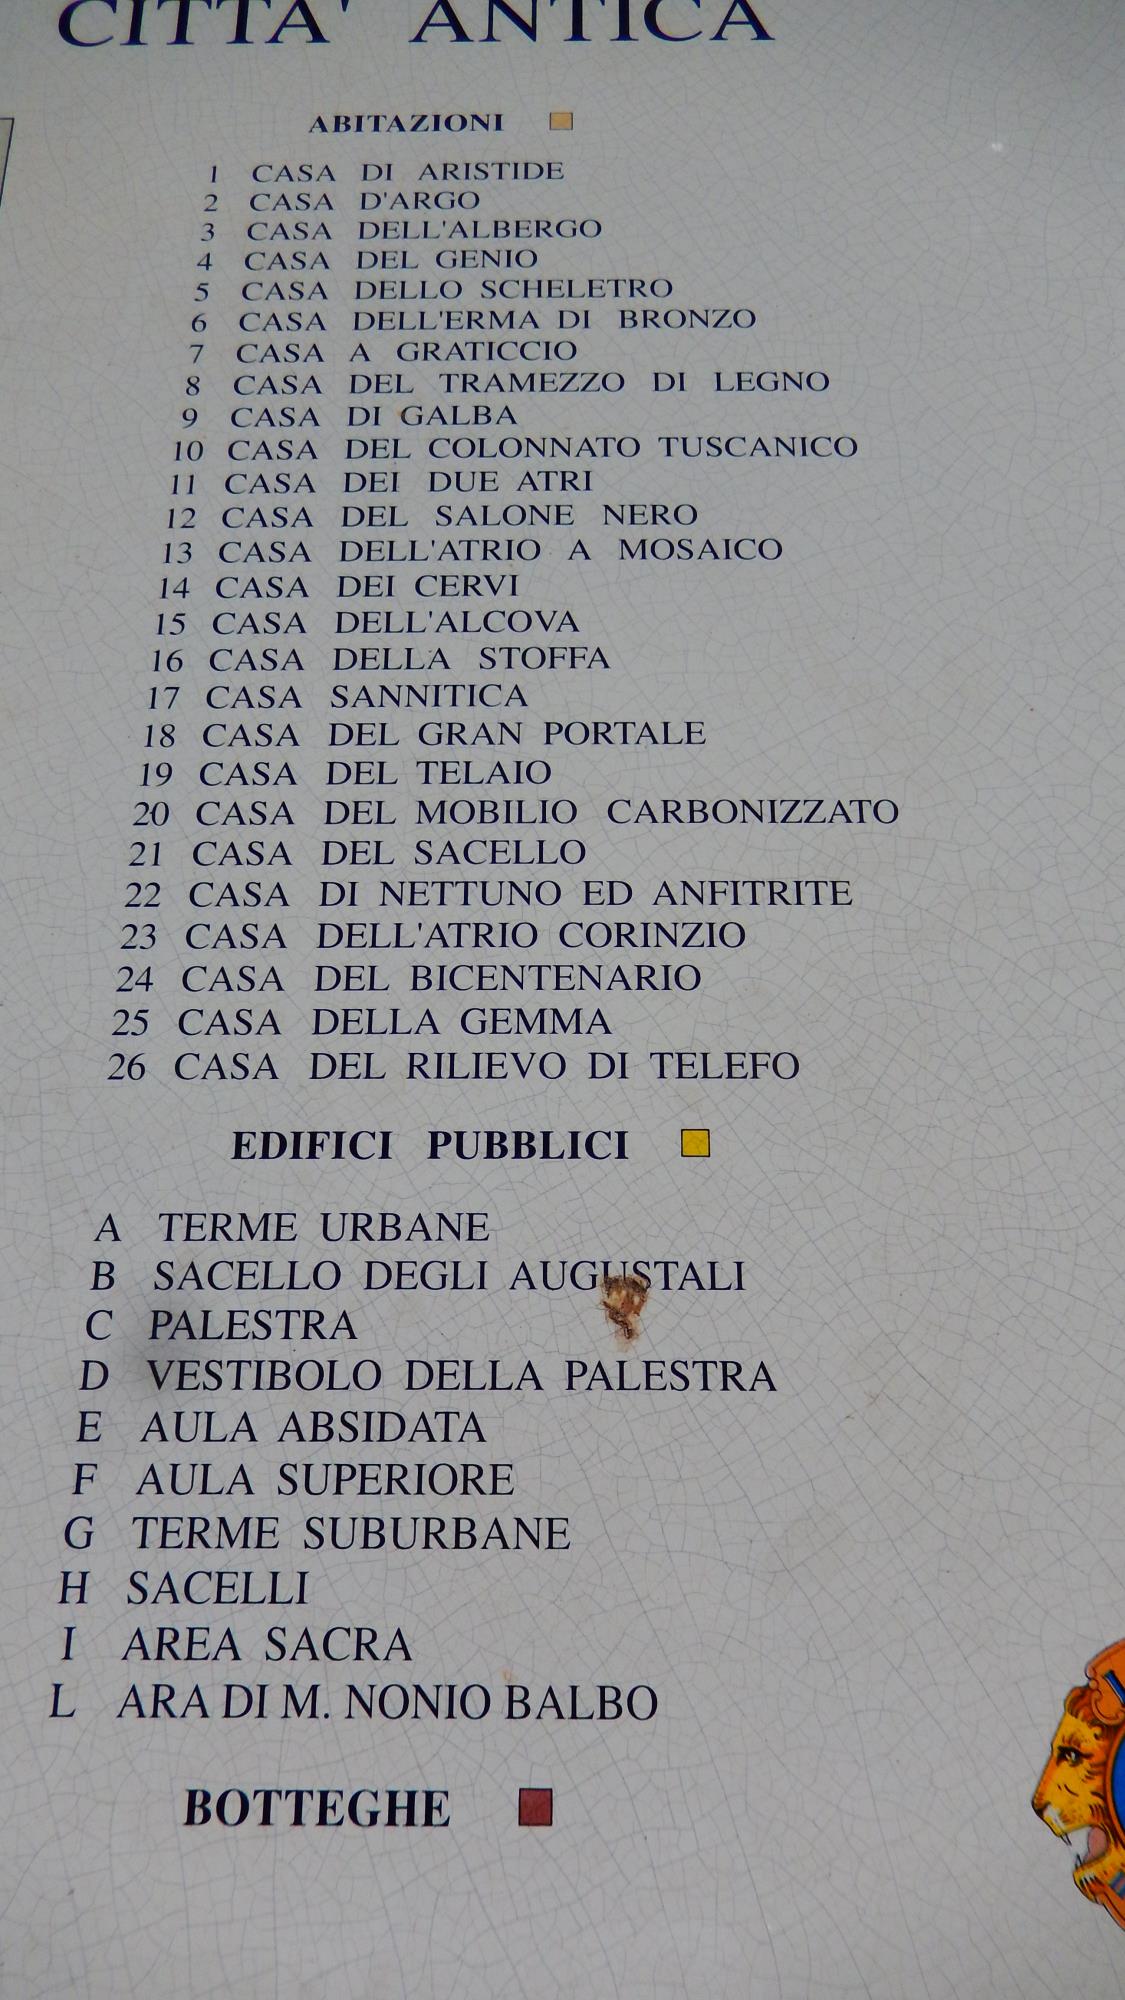 CITTA' ANTICA
ABITAZIONI
1 CASA DI ARISTIDE
2 CASA D'ARGO
3 CASA DELL'ALBERGO
4 CASA DEL GENIO
5 CASA DELLO SCHELETRO
6 CASA DELL'ERMA DI BRONZO
7 CASA A GRATICCIO
8 CASA DEL TRAMEZZO DI LEGNO
9 CASA DI GALBA
10 CASA DEL COLONNATO TUSCANICO
11 CASA DEI DUE ATRI
12 CASA DEL SALONE NERO
13 CASA DELL'ATRIO A MOSAICO
14 CASA DEI CERVI
15 CASA DELL'ALCOVA
16 CASA DELLA STOFFA
17 CASA SANNITICA
18 CASA DEL GRAN PORTALE
19 CASA DEL TELAIO
20 CASA DEL MOBILIO CARBONIZZATO
21 CASA DEL SACELLO
22 CASA DI NETTUNO ED ANFITRITE
23 CASA DELL'ATRIO CORINZIO
24 CASA DEL BICENTENARIO
25 CASA DELLA GEMMA
26 CASA DEL RILIEVO DI TELEFO
EDIFICI PUBBLICI
A TERME URBANE
B SACELLO DEGLI AUGUSTALI
C PALESTRA
D VESTIBOLO DELLA PALESTRA
E AULA ABSIDATA
F AULA SUPERIORE
G TERME SUBURBANE
H SACELLI
I AREA SACRA
L ARA DI M. NONIO BALBO
BOTTEGHE